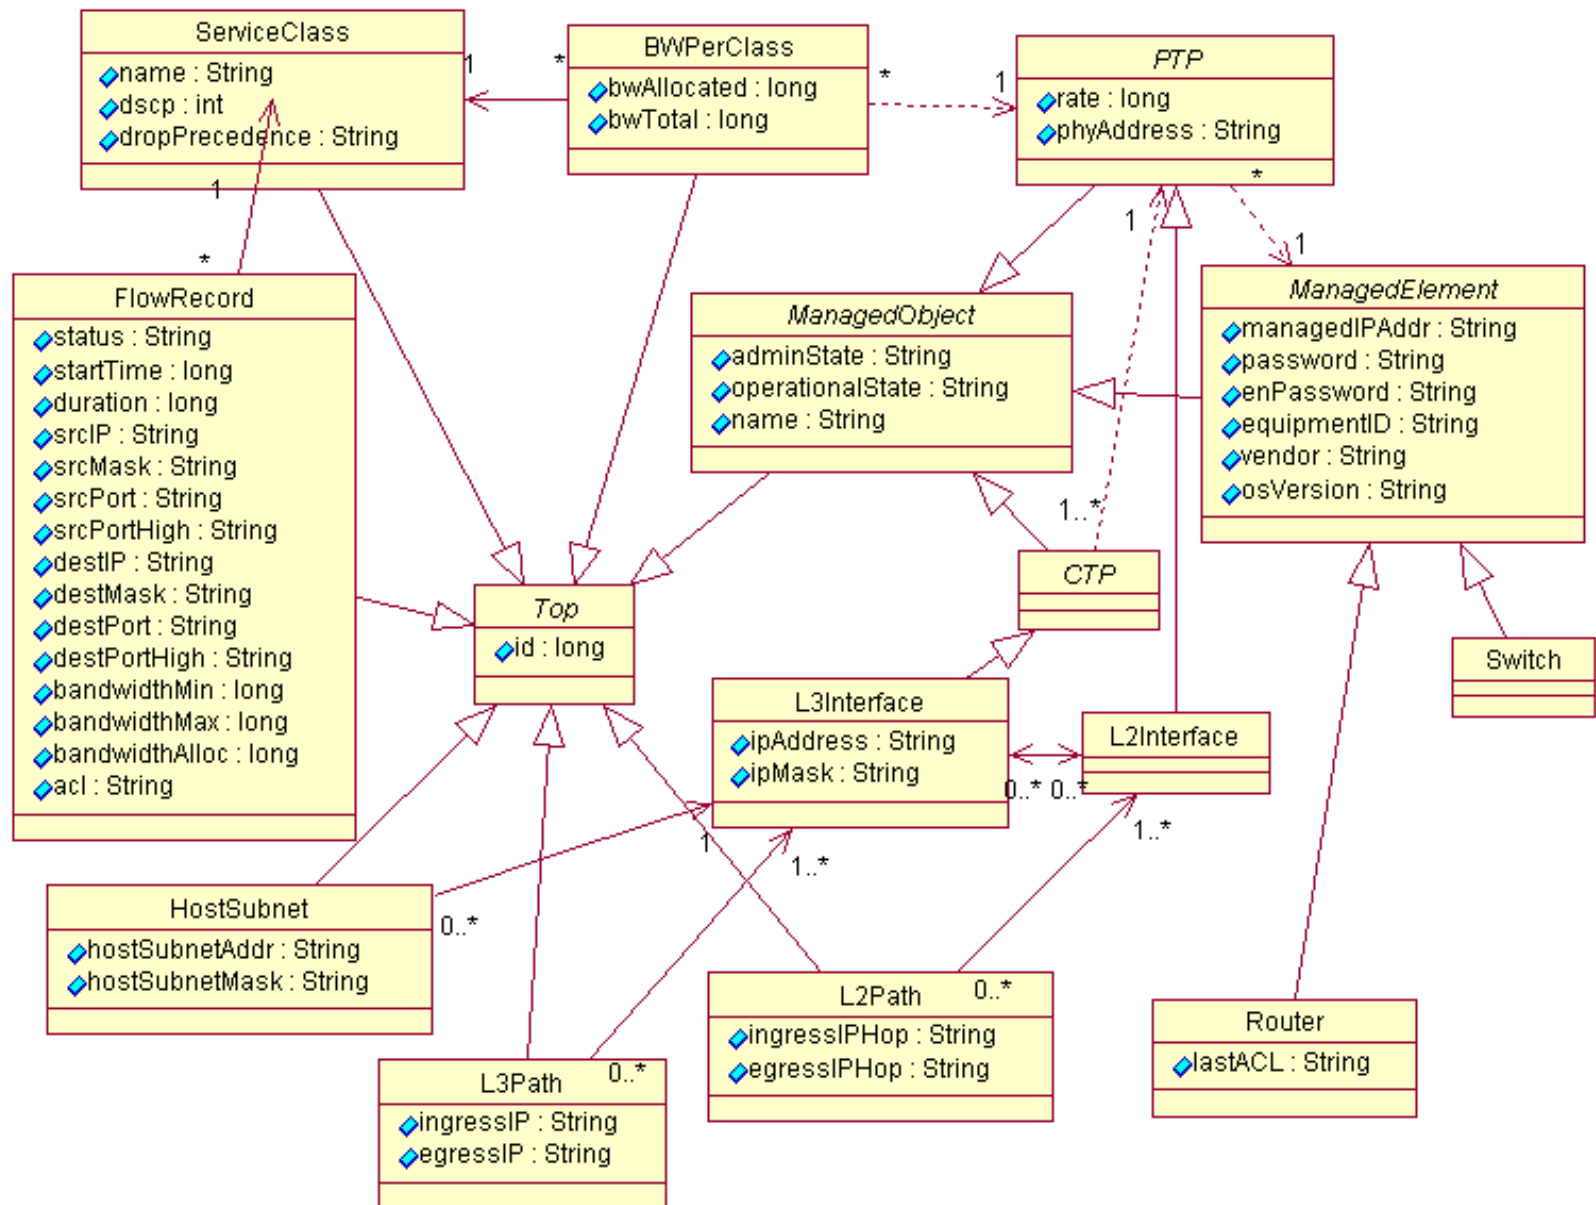 ServiceClass
name : String
dscp : int
dropPrecedence : String
1
*
BWPerClass
bwAllocated : long
bwTotal : long
*
1
PTP
rate : long
phyAddress : String
*
1
1
1
*
FlowRecord
status : String
startTime : long
duration : long
srcIP : String
srcMask : String
srcPort : String
srcPortHigh : String
destIP : String
destMask : String
destPort : String
destPortHigh : String
bandwidthMin : long
bandwidthMax : long
bandwidthAlloc : long
acl : String
ManagedObject
adminState : String
operationalState : String
name : String
ManagedElement
managedIPAddr : String
password : String
enPassword : String
equipmentID : String
vendor : String
osVersion : String
1..*
CTP
Top
id : long
Switch
L3Interface
ipAddress : String
ipMask : String
L2Interface
0..* 0..*
1
1..*
1..*
HostSubnet
hostSubnetAddr : String
hostSubnetMask : String
0..*
L2Path
ingressIPHop : String
egressIPHop : String
0..*
Router
lastACL : String
L3Path
ingressIP : String
egressIP : String
0..*